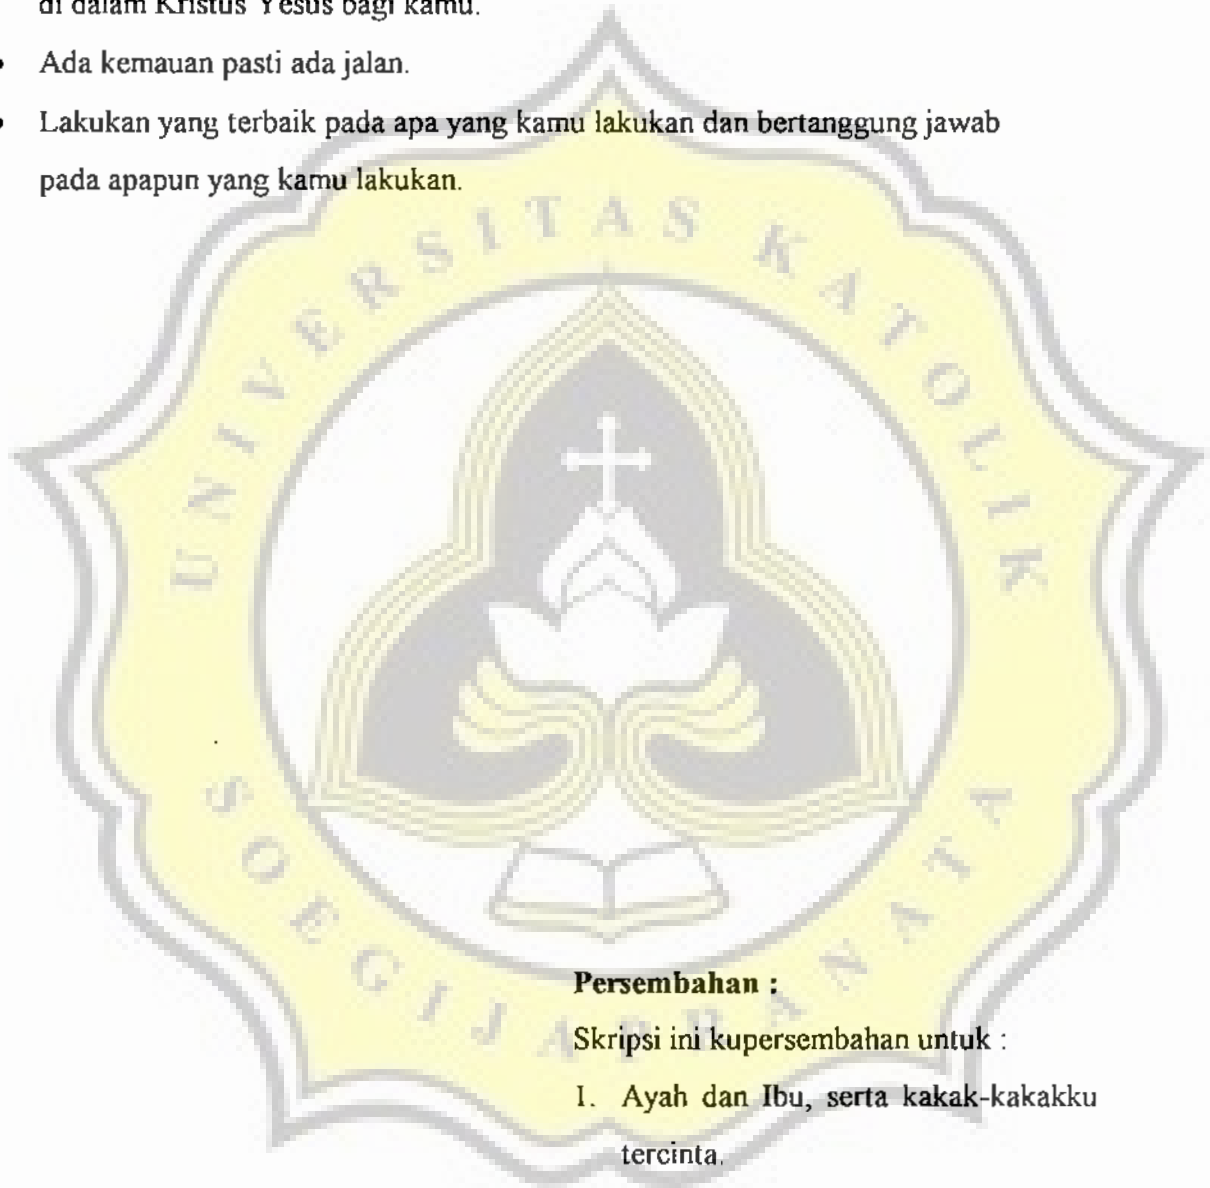 di dalam Kristus Yesus bagi kamu.
• Ada kemauan pasti ada jalan.
• Lakukan yang terbaik pada apa yang kamu lakukan dan bertanggung jawab
pada apapun yang kamu lakukan.
UNIVERSITAS KATOLIK
SOEGIJAPRANATA
Persembahan :
Skripsi ini kupersembahan untuk :
1. Ayah dan Ibu, serta kakak-kakakku
tercinta.